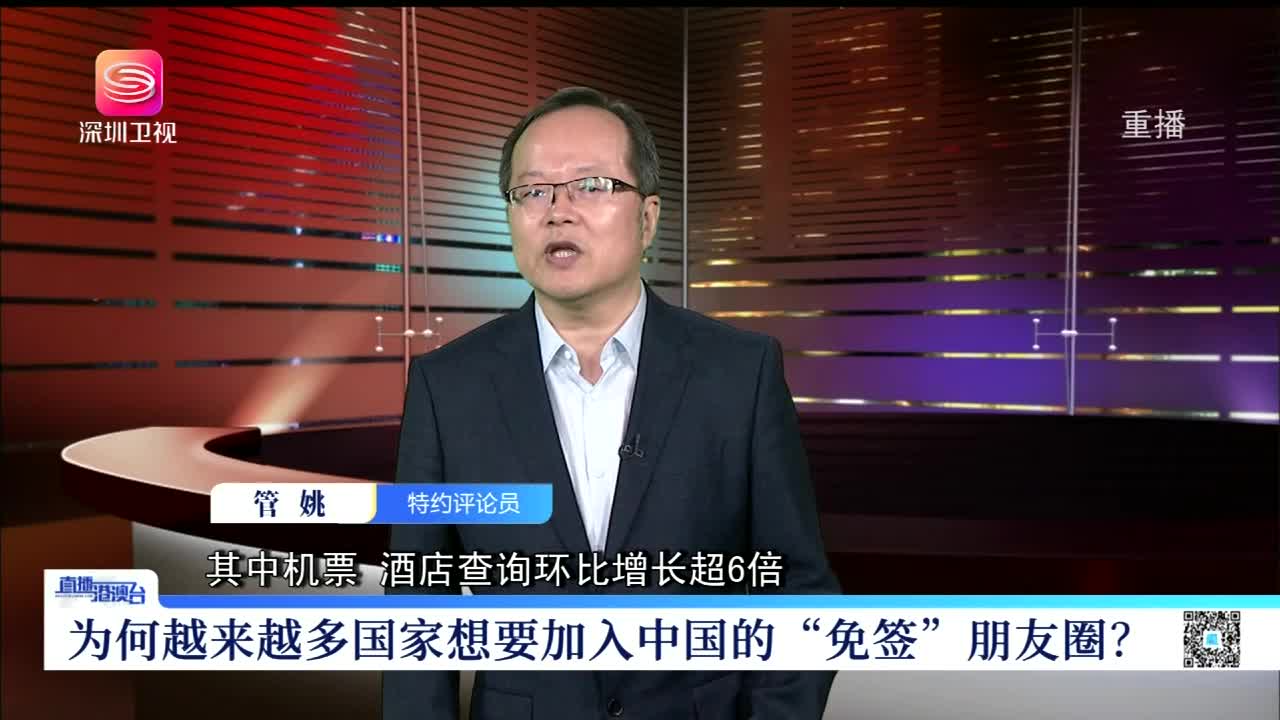 深圳卫视
重播
管 姚
特约评论员
其中机票 酒店查询环比增长超6倍
直播港澳台
为何越来越多国家想要加入中国的“免签”朋友圈？